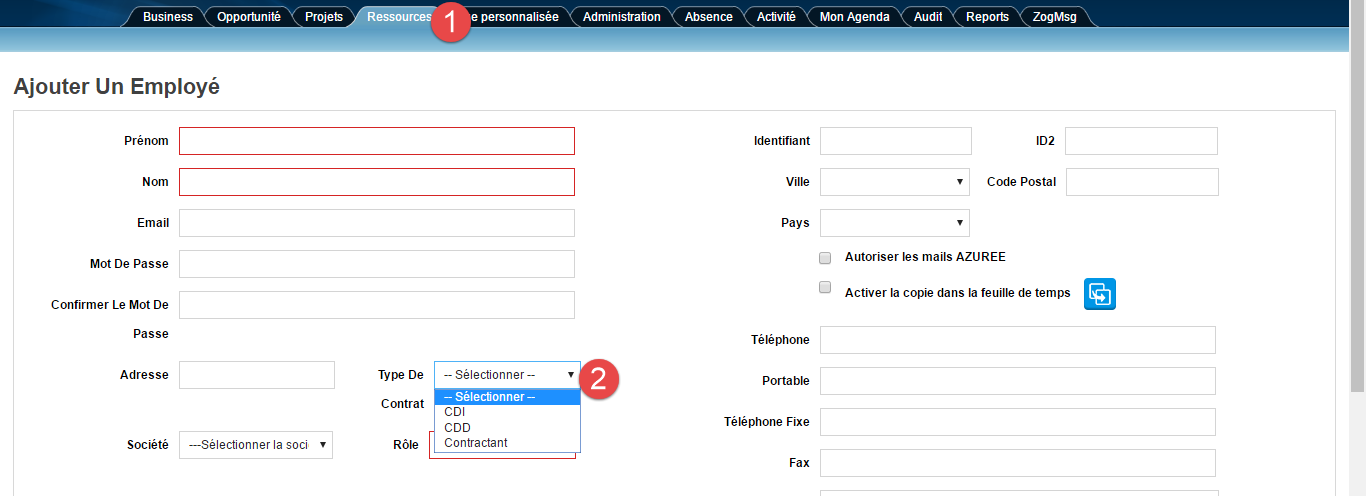 Business Opportunité Projets Ressources 1 e personnalisée Administration Absence Activité Mon Agenda Audit Reports ZogMsg
Ajouter Un Employé
Prénom
Nom
Email
Mot De Passe
Confirmer Le Mot De
Passe
Adresse
Type De
Contrat
-- Sélectionner -- 2
-- Sélectionner --
CDI
CDD
Contractant
Société ---Sélectionner la soci
Rôle
Identifiant
ID2
Ville
Code Postal
Pays
Autoriser les mails AZUREE
Activer la copie dans la feuille de temps
Téléphone
Portable
Téléphone Fixe
Fax